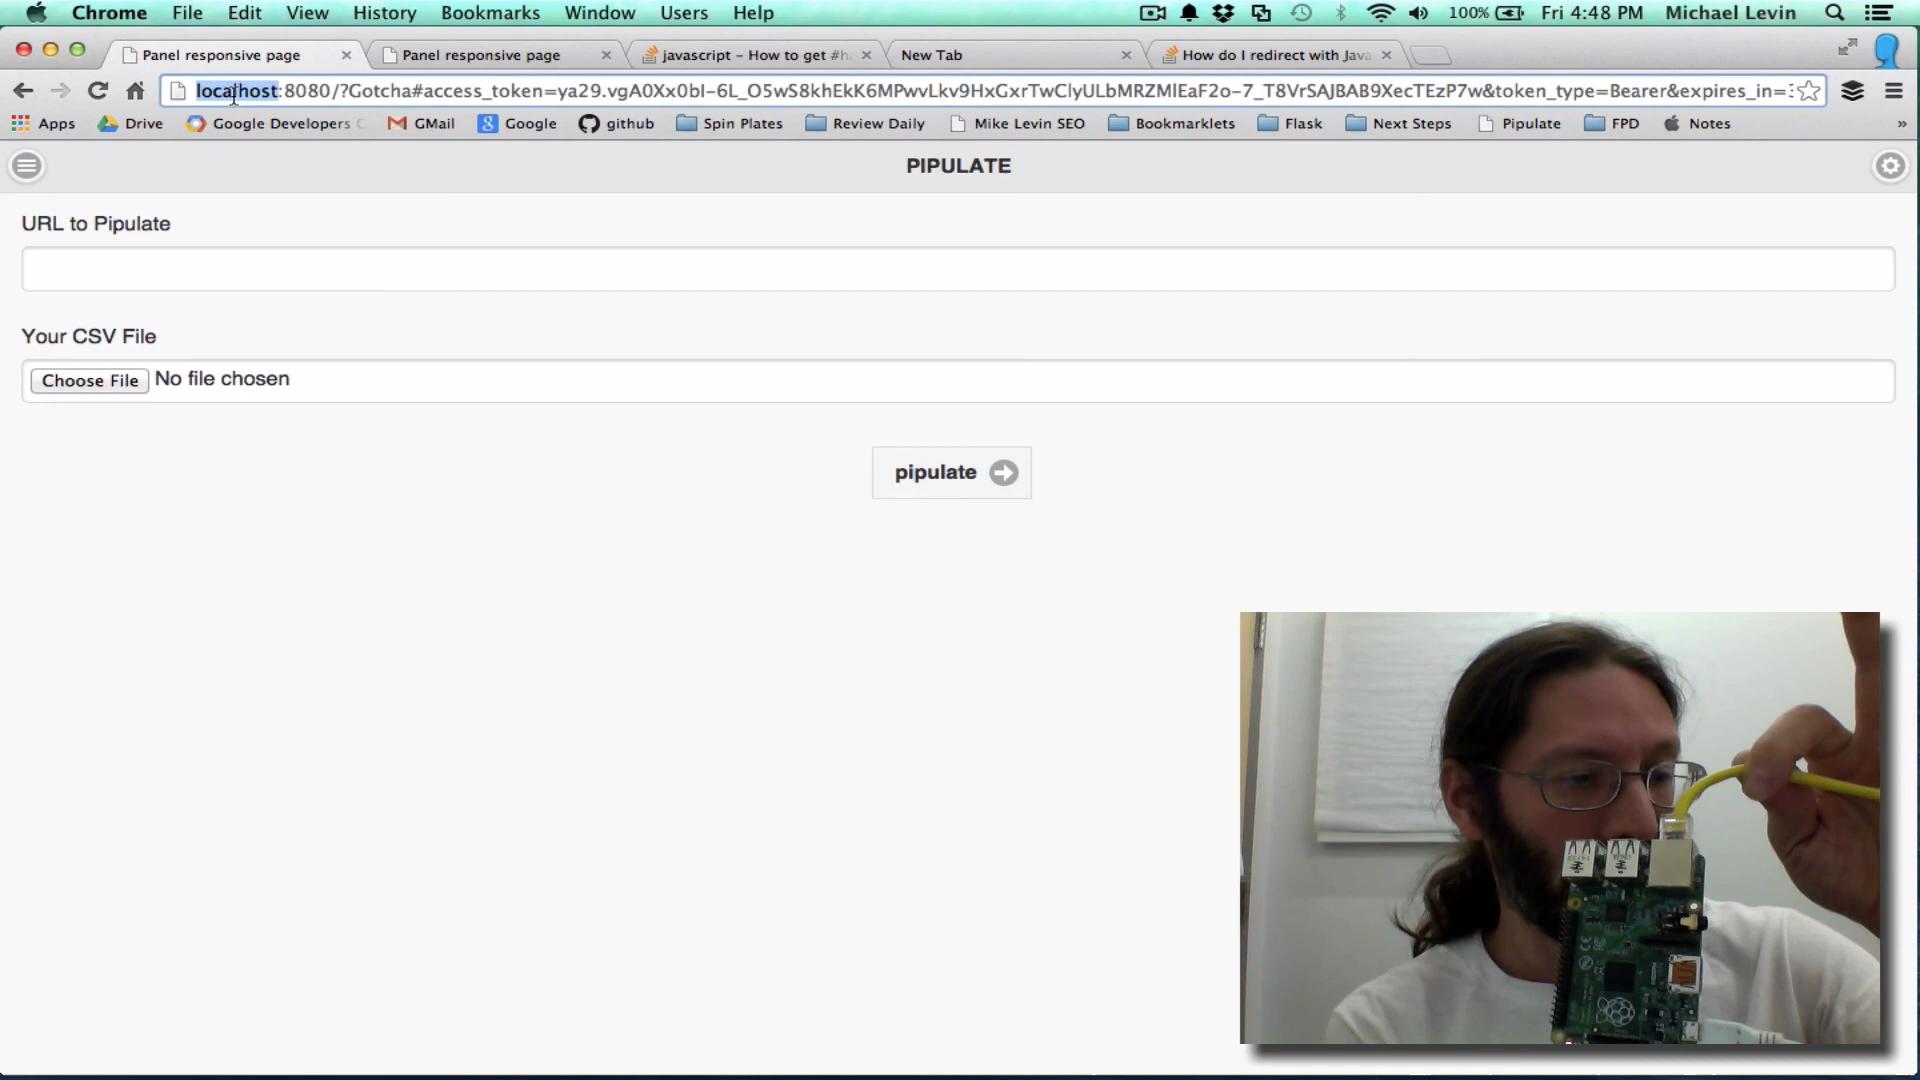 Chrome File Edit View History Bookmarks Window Users Help 100% Fri 4:48 PM Michael Levin
Panel responsive page Panel responsive page javascript – How to get #h New Tab How do I redirect with Java
localhost:8080/?Gotcha#access_token=ya29.vgA0Xx0bI-6L_O5wS8khEkK6MPwvLkv9HxGxrTwClyULbMRZMlEaF2o-7_T8VrSAJBAB9XecTEzP7w&token_type=Bearer&expires_in=
Apps Drive Google Developers GMail Google github Spin Plates Review Daily Mike Levin SEO Bookmarklets Flask Next Steps Pipulate FPD Notes »
PIPULATE
URL to Pipulate
Your CSV File
Choose File No file chosen
pipulate